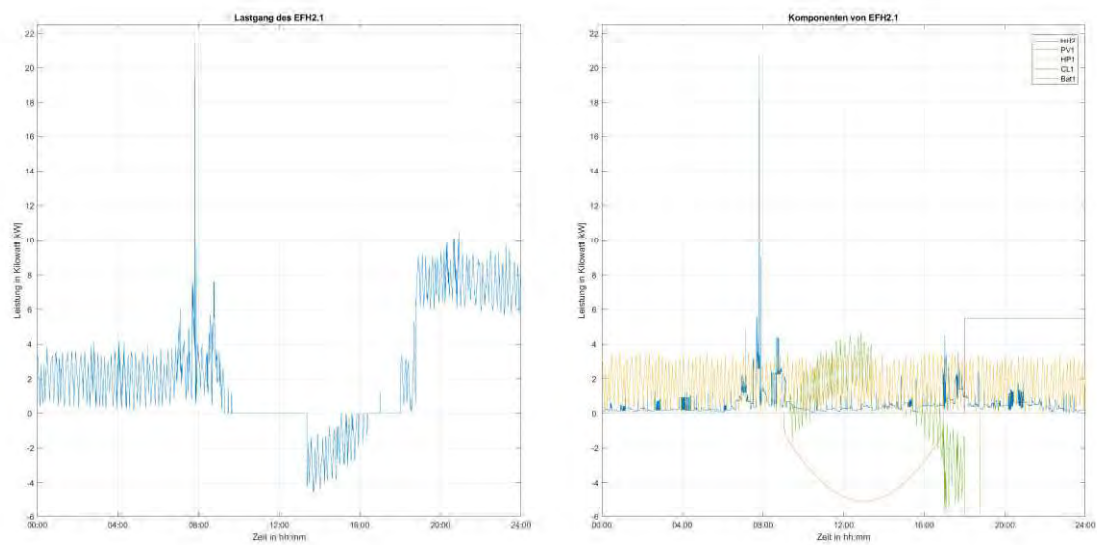 Lastgang des EFH2.1
22
20
18
16
14
12
10
8
6
4
2
0
-2
-4
-6
Leistung in Kilowatt [kW]
00:00 04:00 08:00 12:00 16:00 20:00 24:00
Zeit in hh:mm
Komponenten von EFH2.1
22
20
18
16
14
12
10
8
6
4
2
0
-2
-4
-6
Leistung in Kilowatt [kW]
PV1
HP1
CL1
Bat1
00:00 04:00 08:00 12:00 16:00 20:00 24:00
Zeit in hh:mm